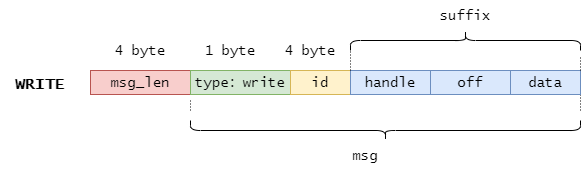 suffix
4 byte 1 byte 4 byte
WRITE msg_len type: write id handle off data
msg